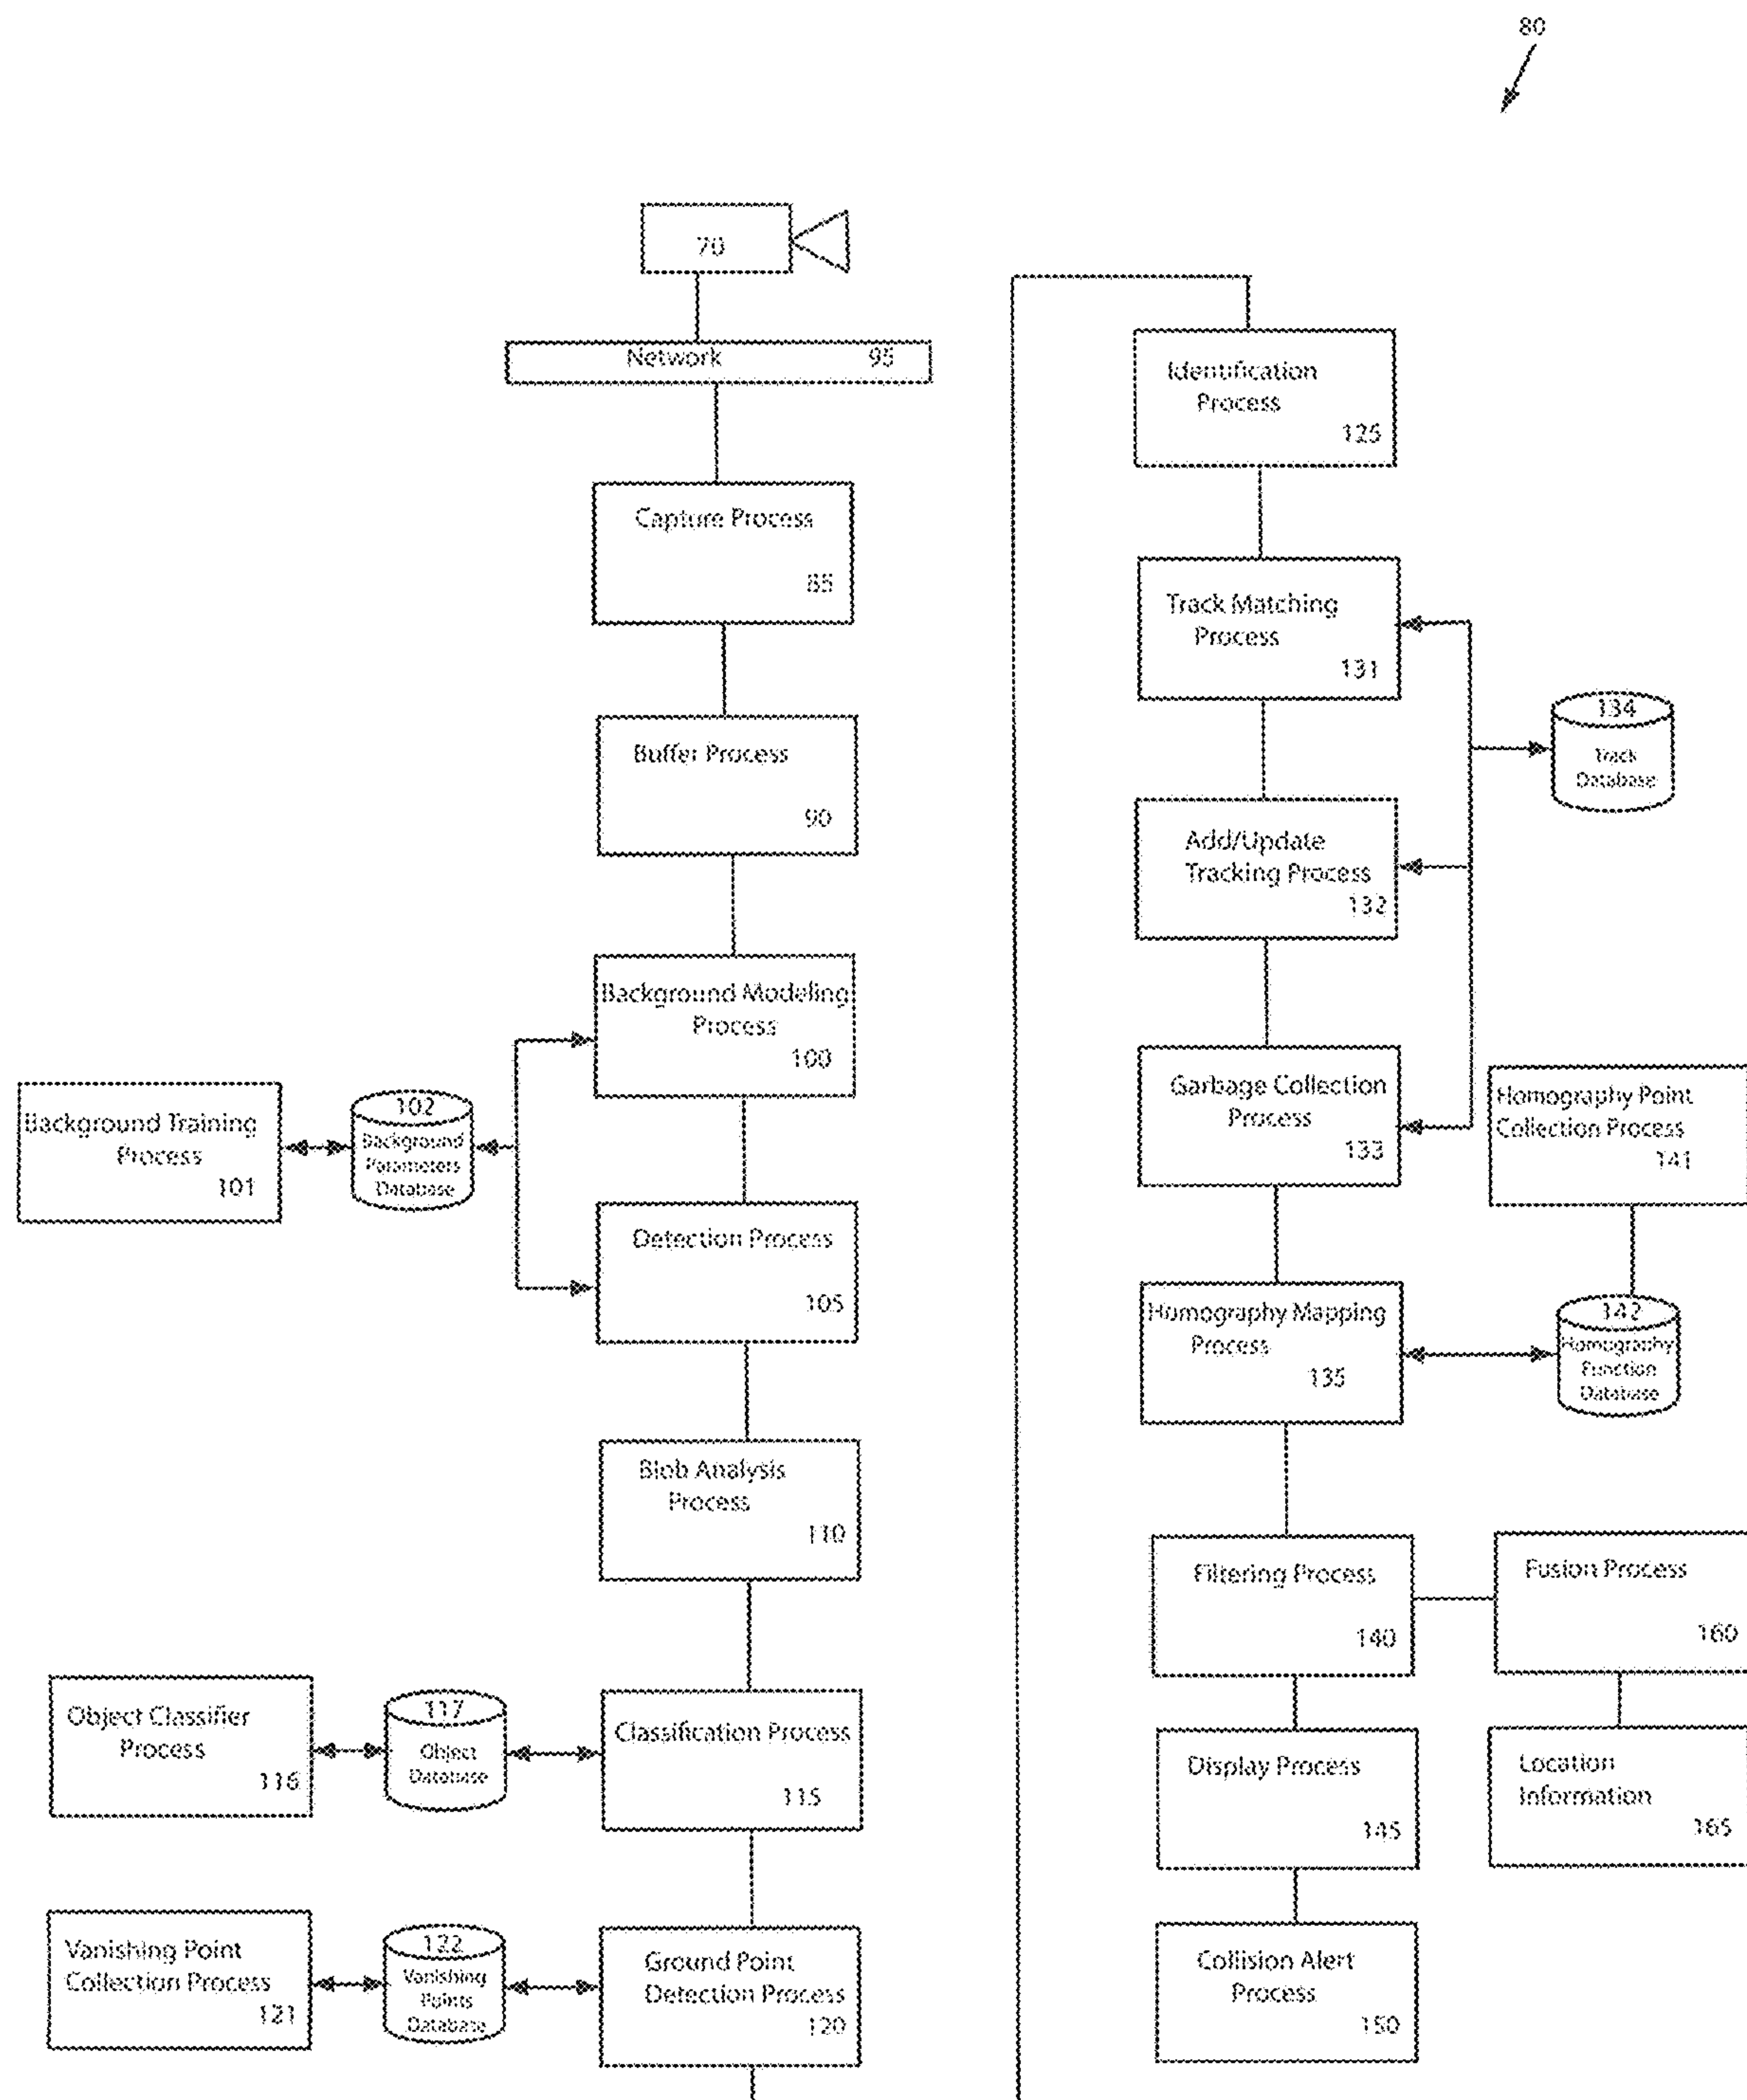 80
70
Network 95
Capture Process
85
Buffer Process
90
Background Modeling
Process
100
Background Training
Process
101
102
Background
Parameters
Database
Detection Process
105
Blob Analysis
Process
110
Object Classifier
Process
116
117
Object
Database
Classification Process
115
Vanishing Point
Collection Process
121
122
Vanishing
Points
Database
Ground Point
Detection Process
120
Identification
Process
125
Track Matching
Process
131
134
Track
Database
Add/Update
Tracking Process
132
Garbage Collection
Process
133
Homography Point
Collection Process
141
Homography Mapping
Process
135
142
Homography
Function
Database
Filtering Process
140
Fusion Process
160
Display Process
145
Location
Information
165
Collision Alert
Process
150